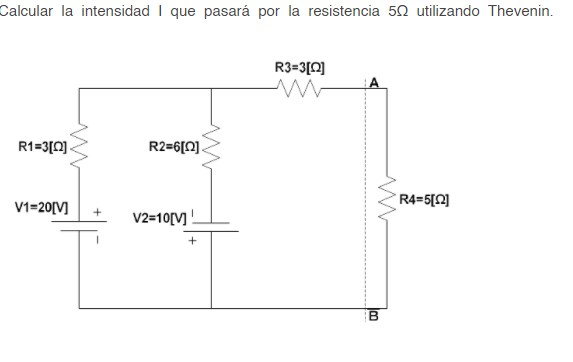 Calcular la intensidad I que pasará por la resistencia 5Ω utilizando Thevenin.
R3=3[Ω]
A
R1=3[Ω]
R2=6[Ω]
V1=20[V]
+
-
V2=10[V]
-
+
R4=5[Ω]
B